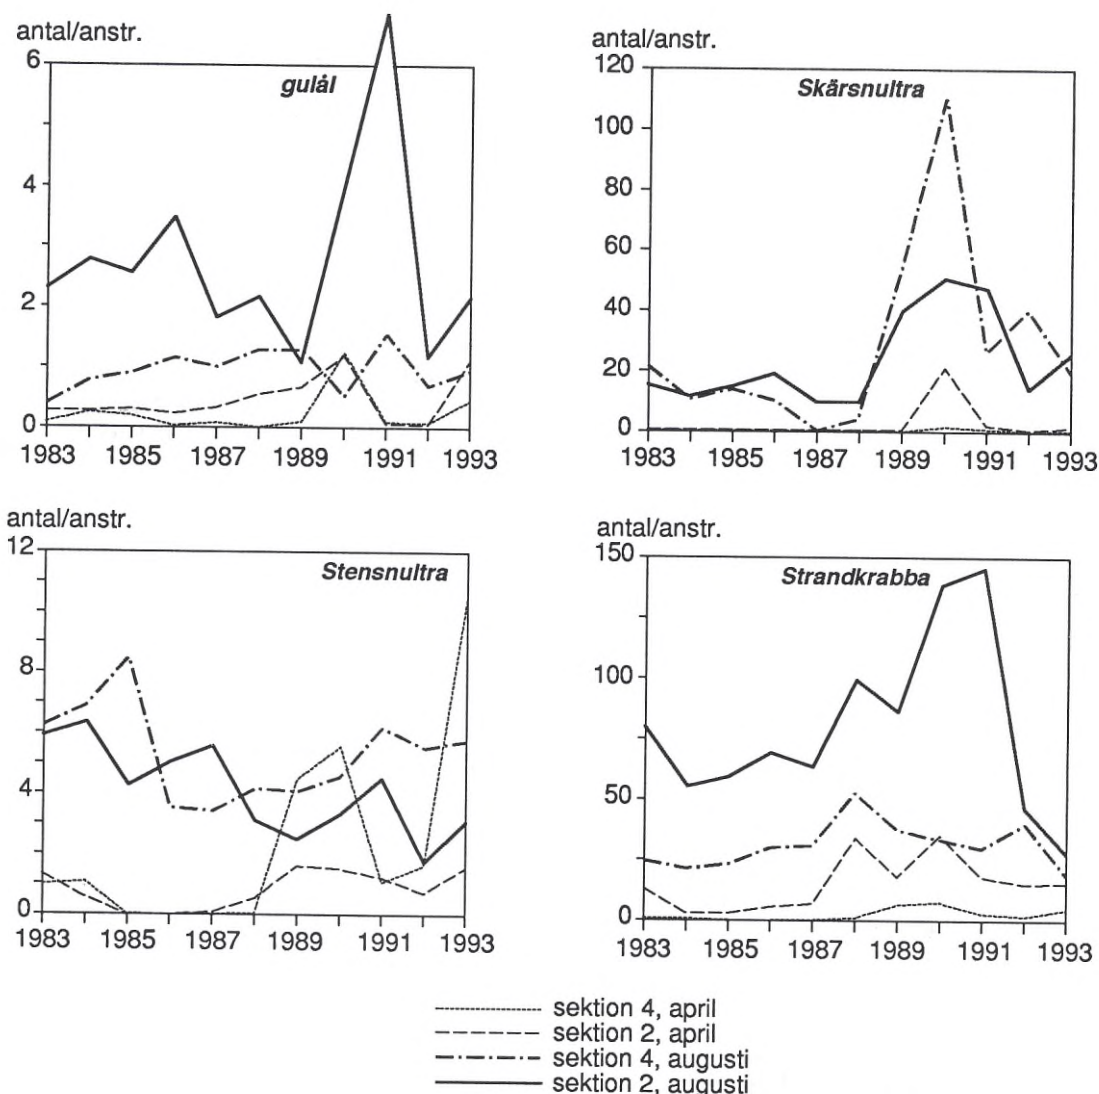 antal/anstr.
6
4
2
0
gulål
1983 1985 1987 1989 1991 1993
antal/anstr.
120
100
80
60
40
20
0
Skärsnultra
1983 1985 1987 1989 1991 1993
antal/anstr.
12
8
4
0
Stensnultra
1983 1985 1987 1989 1991 1993
antal/anstr.
150
100
50
0
Strandkrabba
1983 1985 1987 1989 1991 1993
sektion 4, april
sektion 2, april
sektion 4, augusti
sektion 2, augusti